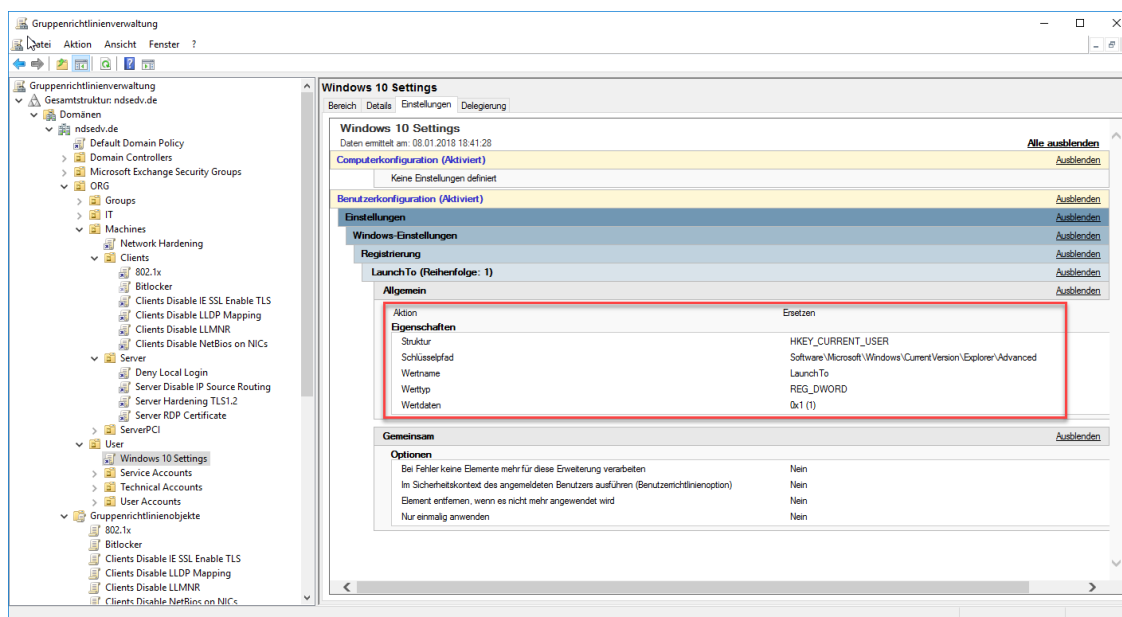 Gruppenrichtlinienverwaltung
Datei Aktion Ansicht Fenster ?
Gruppenrichtlinienverwaltung
Gesamtstruktur: ndsedv.de
Domänen
ndsedv.de
Default Domain Policy
Domain Controllers
Microsoft Exchange Security Groups
ORG
Groups
IT
Machines
Network Hardening
Clients
802.1x
Bitlocker
Clients Disable IE SSL Enable TLS
Clients Disable LLDP Mapping
Clients Disable LLMNR
Clients Disable NetBios on NICs
Server
Deny Local Login
Server Disable IP Source Routing
Server Hardening TLS1.2
Server RDP Certificate
ServerPCI
User
Windows 10 Settings
Service Accounts
Technical Accounts
User Accounts
Gruppenrichtlinienobjekte
802.1x
Bitlocker
Clients Disable IE SSL Enable TLS
Clients Disable LLDP Mapping
Clients Disable LLMNR
Clients Disable NetBios on NICs
Windows 10 Settings
Bereich Details Einstellungen Delegierung
Windows 10 Settings
Daten ermittelt am: 08.01.2018 18:41:28 Alle ausblenden
Computerkonfiguration (Aktiviert) Ausblenden
Keine Einstellungen definiert
Benutzerkonfiguration (Aktiviert) Ausblenden
Einstellungen Ausblenden
Windows-Einstellungen Ausblenden
Registrierung Ausblenden
LaunchTo (Reihenfolge: 1) Ausblenden
Allgemein Ausblenden
Aktion Ersetzen
Eigenschaften
Struktur HKEY_CURRENT_USER
Schlüsselpfad Software\Microsoft\Windows\CurrentVersion\Explorer\Advanced
Wertname LaunchTo
Werttyp REG_DWORD
Wertdaten 0x1 (1)
Gemeinsam Ausblenden
Optionen
Bei Fehler keine Elemente mehr für diese Erweiterung verarbeiten Nein
Im Sicherheitskontext des angemeldeten Benutzers ausführen (Benutzerrichtlinienoption) Nein
Element entfernen, wenn es nicht mehr angewendet wird Nein
Nur einmalig anwenden Nein